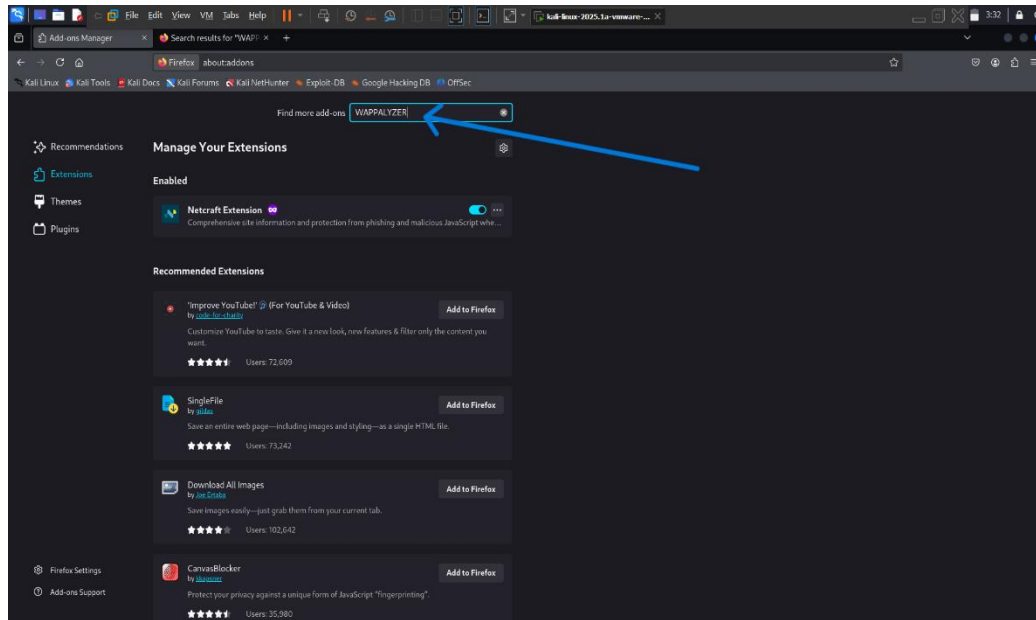 File Edit View VM Tabs Help kali-linux-2025.1a-vmware-... 3:32
Add-ons Manager Search results for "WAPP
Firefox about:addons
Kali Linux Kali Tools Kali Docs Kali Forums Kali NetHunter Exploit-DB Google Hacking DB OffSec
Find more add-ons WAPPALYZER
Recommendations
Extensions
Themes
Plugins
Manage Your Extensions
Enabled
Netcraft Extension
Comprehensive site information and protection from phishing and malicious JavaScript whe...
Recommended Extensions
'Improve YouTube!' (For YouTube & Video)
by code-for-charity
Add to Firefox
Customize YouTube to taste. Give it a new look, new features & filter only the content you
want.
Users: 72,609
SingleFile
by gildas
Add to Firefox
Save an entire web page—including images and styling—as a single HTML file.
Users: 73,242
Download All Images
by Joe Ertaba
Add to Firefox
Save images easily—just grab them from your current tab.
Users: 102,642
CanvasBlocker
by kkapsner
Add to Firefox
Protect your privacy against a unique form of JavaScript "fingerprinting".
Users: 35,980
Firefox Settings
Add-ons Support